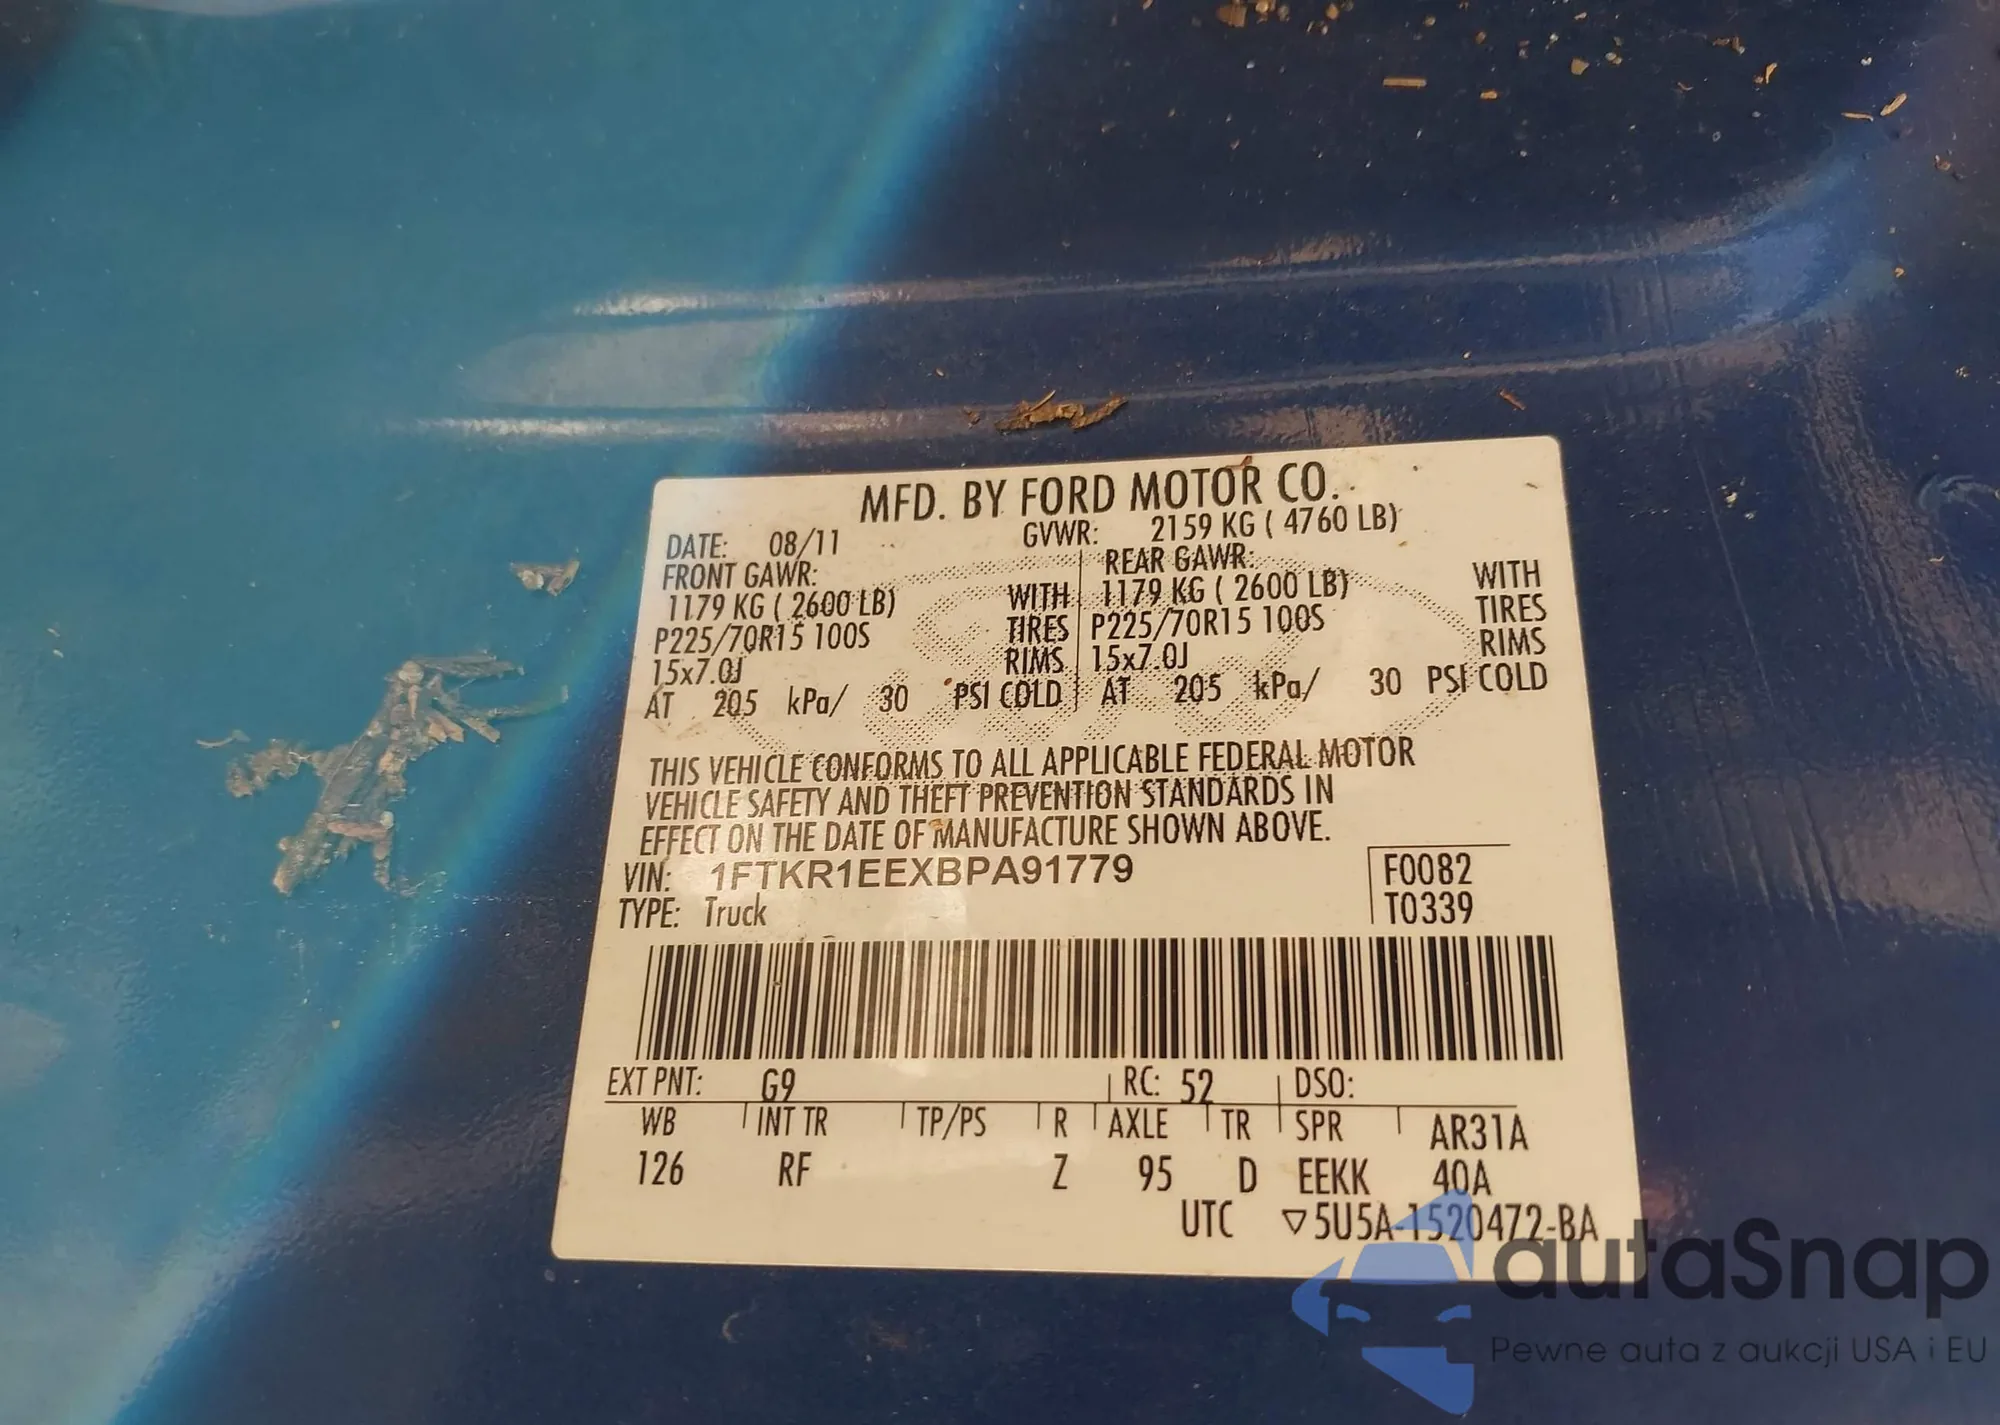 MFD. BY FORD MOTOR CO.
DATE: 08/11 GVWR: 2159 KG ( 4760 LB)
FRONT GAWR: REAR GAWR:
1179 KG ( 2600 LB) WITH 1179 KG ( 2600 LB) WITH
P225/70R15 100S TIRES P225/70R15 100S TIRES
15x7.0J RIMS 15x7.0J RIMS
AT 205 kPa/ 30 PSI COLD AT 205 kPa/ 30 PSI COLD
THIS VEHICLE CONFORMS TO ALL APPLICABLE FEDERAL MOTOR
VEHICLE SAFETY AND THEFT PREVENTION STANDARDS IN
EFFECT ON THE DATE OF MANUFACTURE SHOWN ABOVE.
VIN: 1FTKR1EEXBPA91779 F0082
TYPE: Truck T0339
EXT PNT: G9 RC: 52 DSO:
WB INT TR TP/PS R AXLE TR SPR AR31A
126 RF Z 95 D EEKK 40A
UTC ▽5U5A-1520472-BA
autaSnap
Pewne auta z aukcji USA i EU